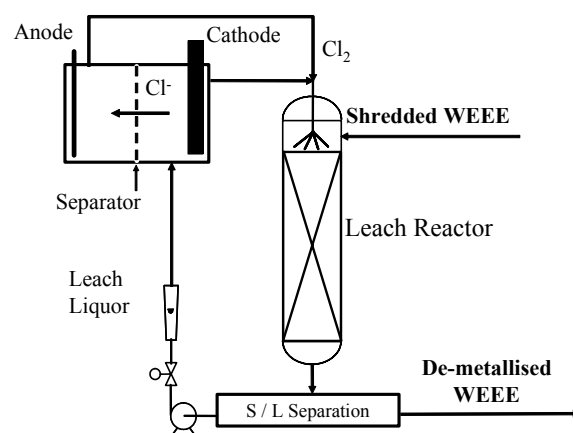 Anode
Cathode
Cl₂
Cl⁻
Shredded WEEE
Separator
Leach Reactor
Leach
Liquor
De-metallised
WEEE
S / L Separation